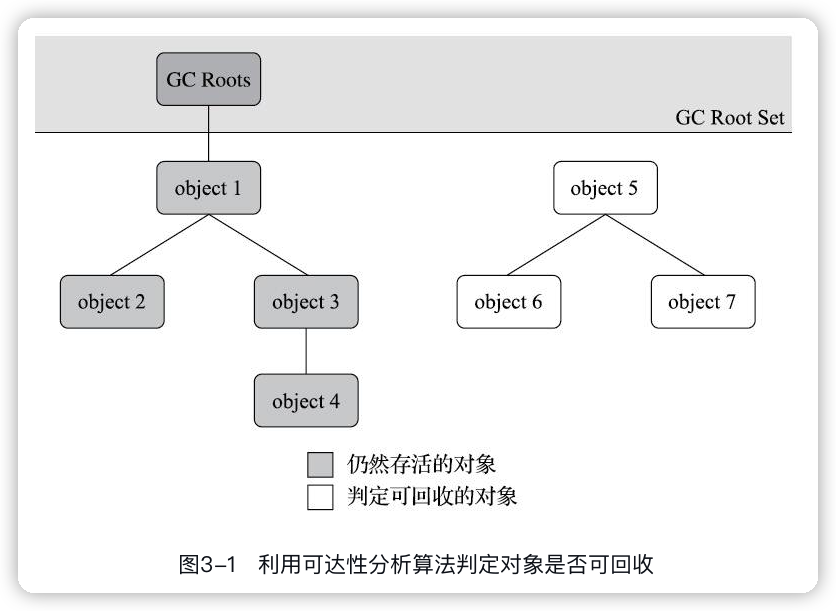 GC Roots
GC Root Set
object 1
object 5
object 2
object 3
object 6
object 7
object 4
仍然存活的对象
判定可回收的对象
图3-1 利用可达性分析算法判定对象是否可回收